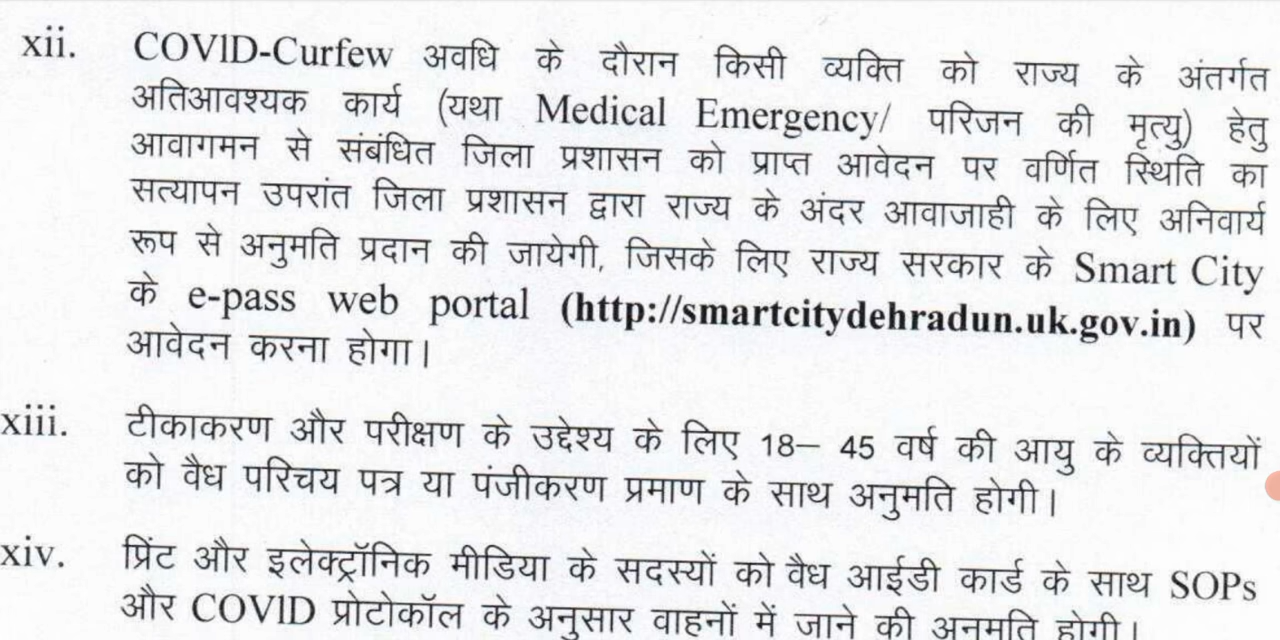 xii. COVID-Curfew अवधि के दौरान किसी व्यक्ति को राज्य के अंतर्गत
अतिआवश्यक कार्य (यथा Medical Emergency/ परिजन की मृत्यु) हेतु
आवागमन से संबंधित जिला प्रशासन को प्राप्त आवेदन पर वर्णित स्थिति का
सत्यापन उपरांत जिला प्रशासन द्वारा राज्य के अंदर आवाजाही के लिए अनिवार्य
रूप से अनुमति प्रदान की जायेगी, जिसके लिए राज्य सरकार के Smart City
के e-pass web portal (http://smartcitydehradun.uk.gov.in) पर
आवेदन करना होगा।
xiii. टीकाकरण और परीक्षण के उद्देश्य के लिए 18– 45 वर्ष की आयु के व्यक्तियों
को वैध परिचय पत्र या पंजीकरण प्रमाण के साथ अनुमति होगी।
xiv. प्रिंट और इलेक्ट्रॉनिक मीडिया के सदस्यों को वैध आईडी कार्ड के साथ SOPs
और COVID प्रोटोकॉल के अनुसार वाहनों में जाने की अनुमति होगी।